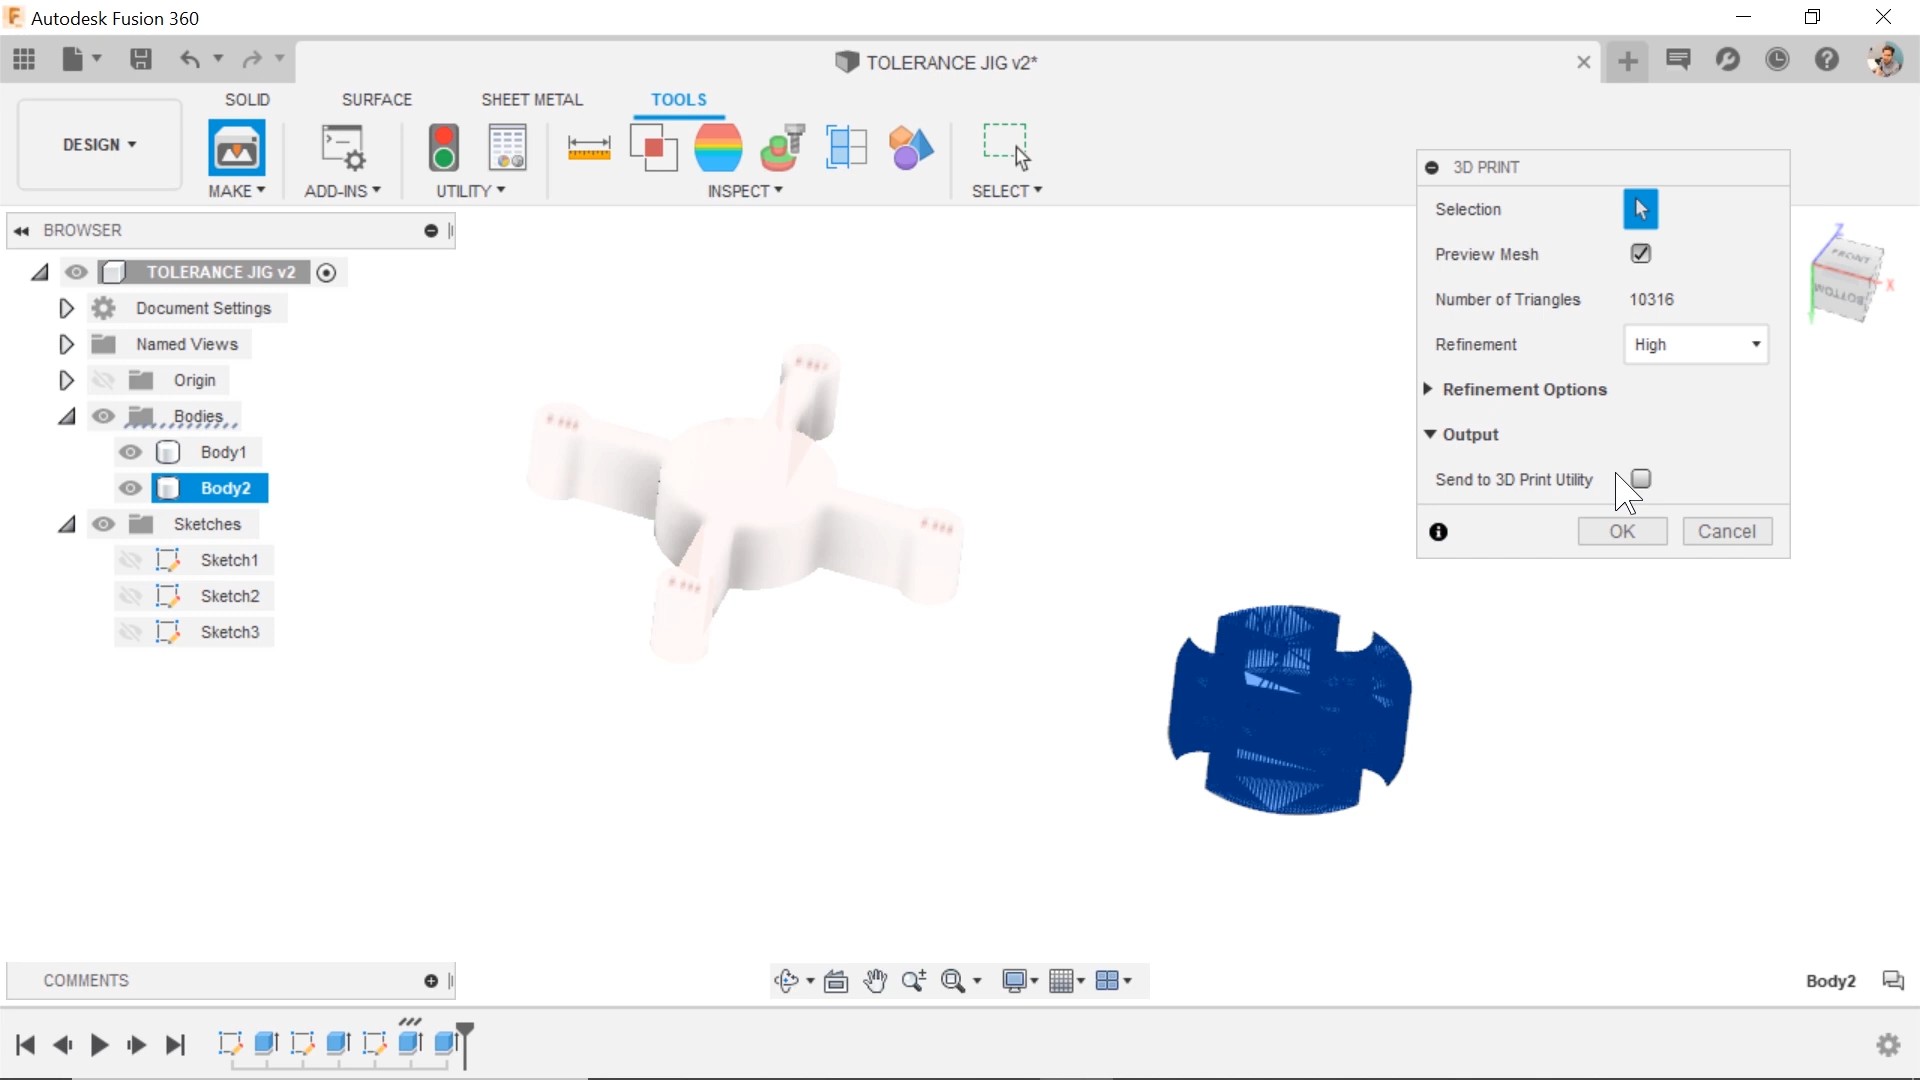 Autodesk Fusion 360
TOLERANCE JIG v2*
SOLID SURFACE SHEET METAL TOOLS
DESIGN
MAKE ADD-INS UTILITY INSPECT SELECT
BROWSER
TOLERANCE JIG v2
Document Settings
Named Views
Origin
Bodies
Body1
Body2
Sketches
Sketch1
Sketch2
Sketch3
3D PRINT
Selection
Preview Mesh
Number of Triangles 10316
Refinement High
Refinement Options
Output
Send to 3D Print Utility
OK Cancel
Z
FRONT
X
BOTTOM
COMMENTS
Body2